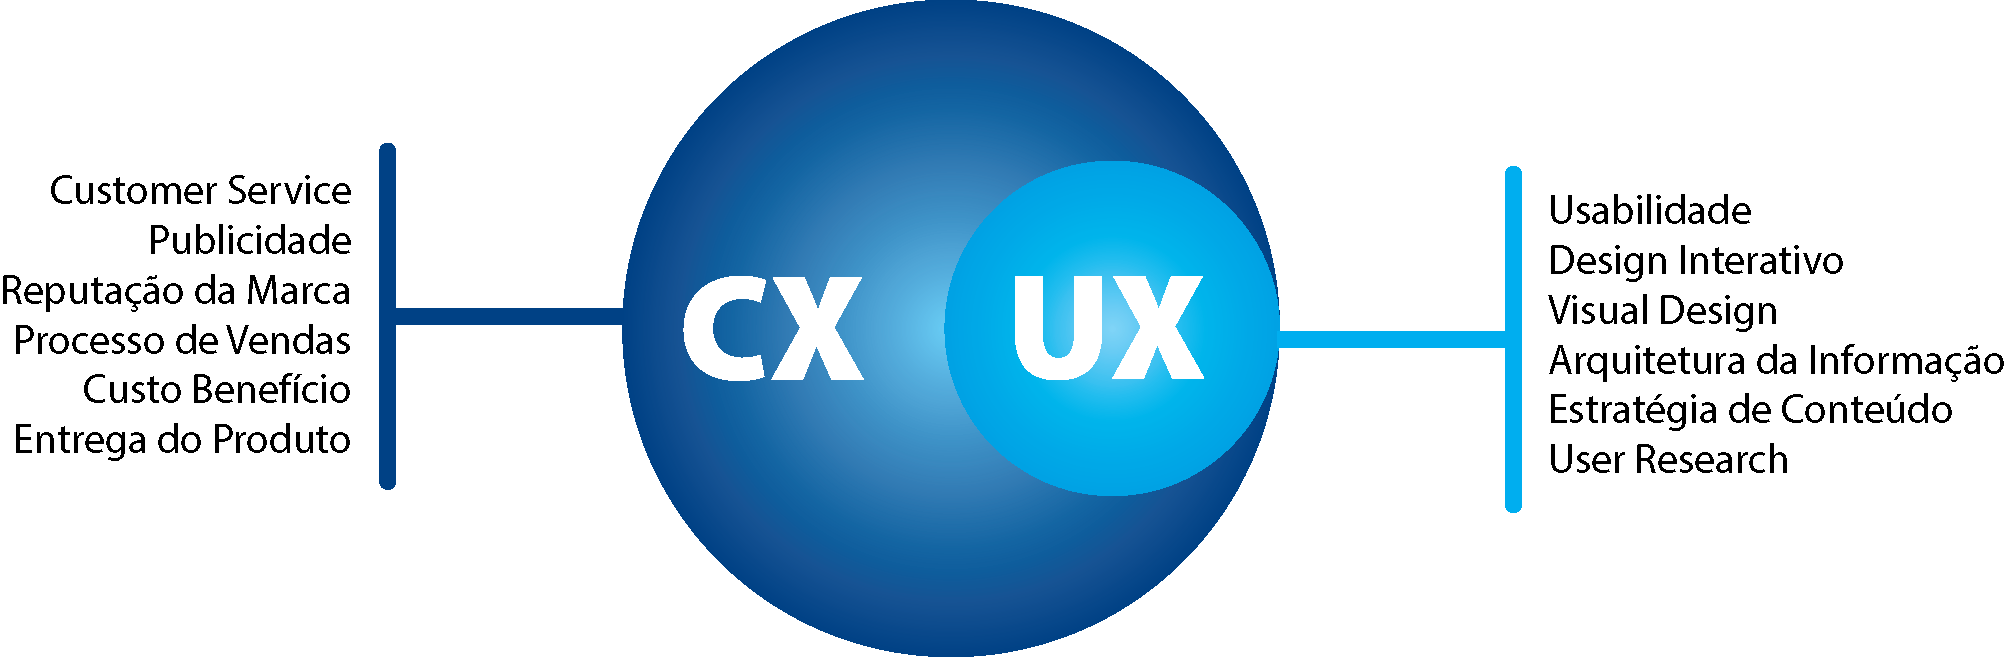 Customer Service
Publicidade
Reputação da Marca
Processo de Vendas
Custo Benefício
Entrega do Produto
CX
UX
Usabilidade
Design Interativo
Visual Design
Arquitetura da Informação
Estratégia de Conteúdo
User Research